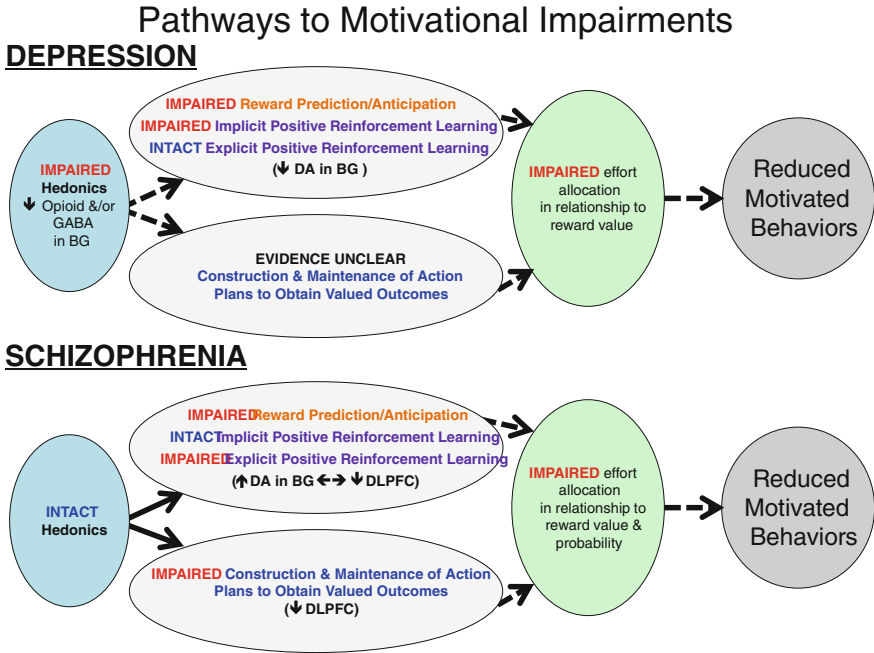 Pathways to Motivational Impairments
DEPRESSION
IMPAIRED
Hedonics
🡻 Opioid &/or
GABA
in BG
IMPAIRED Reward Prediction/Anticipation
IMPAIRED Implicit Positive Reinforcement Learning
INTACT Explicit Positive Reinforcement Learning
(🡻 DA in BG )
EVIDENCE UNCLEAR
Construction & Maintenance of Action
Plans to Obtain Valued Outcomes
IMPAIRED effort
allocation
in relationship to
reward value
Reduced
Motivated
Behaviors
SCHIZOPHRENIA
INTACT
Hedonics
IMPAIRED Reward Prediction/Anticipation
INTACT Implicit Positive Reinforcement Learning
IMPAIRED Explicit Positive Reinforcement Learning
(🡹 DA in BG 🡸🡺 🡻 DLPFC)
IMPAIRED Construction & Maintenance of Action
Plans to Obtain Valued Outcomes
(🡻 DLPFC)
IMPAIRED effort
allocation
in relationship to
reward value &
probability
Reduced
Motivated
Behaviors